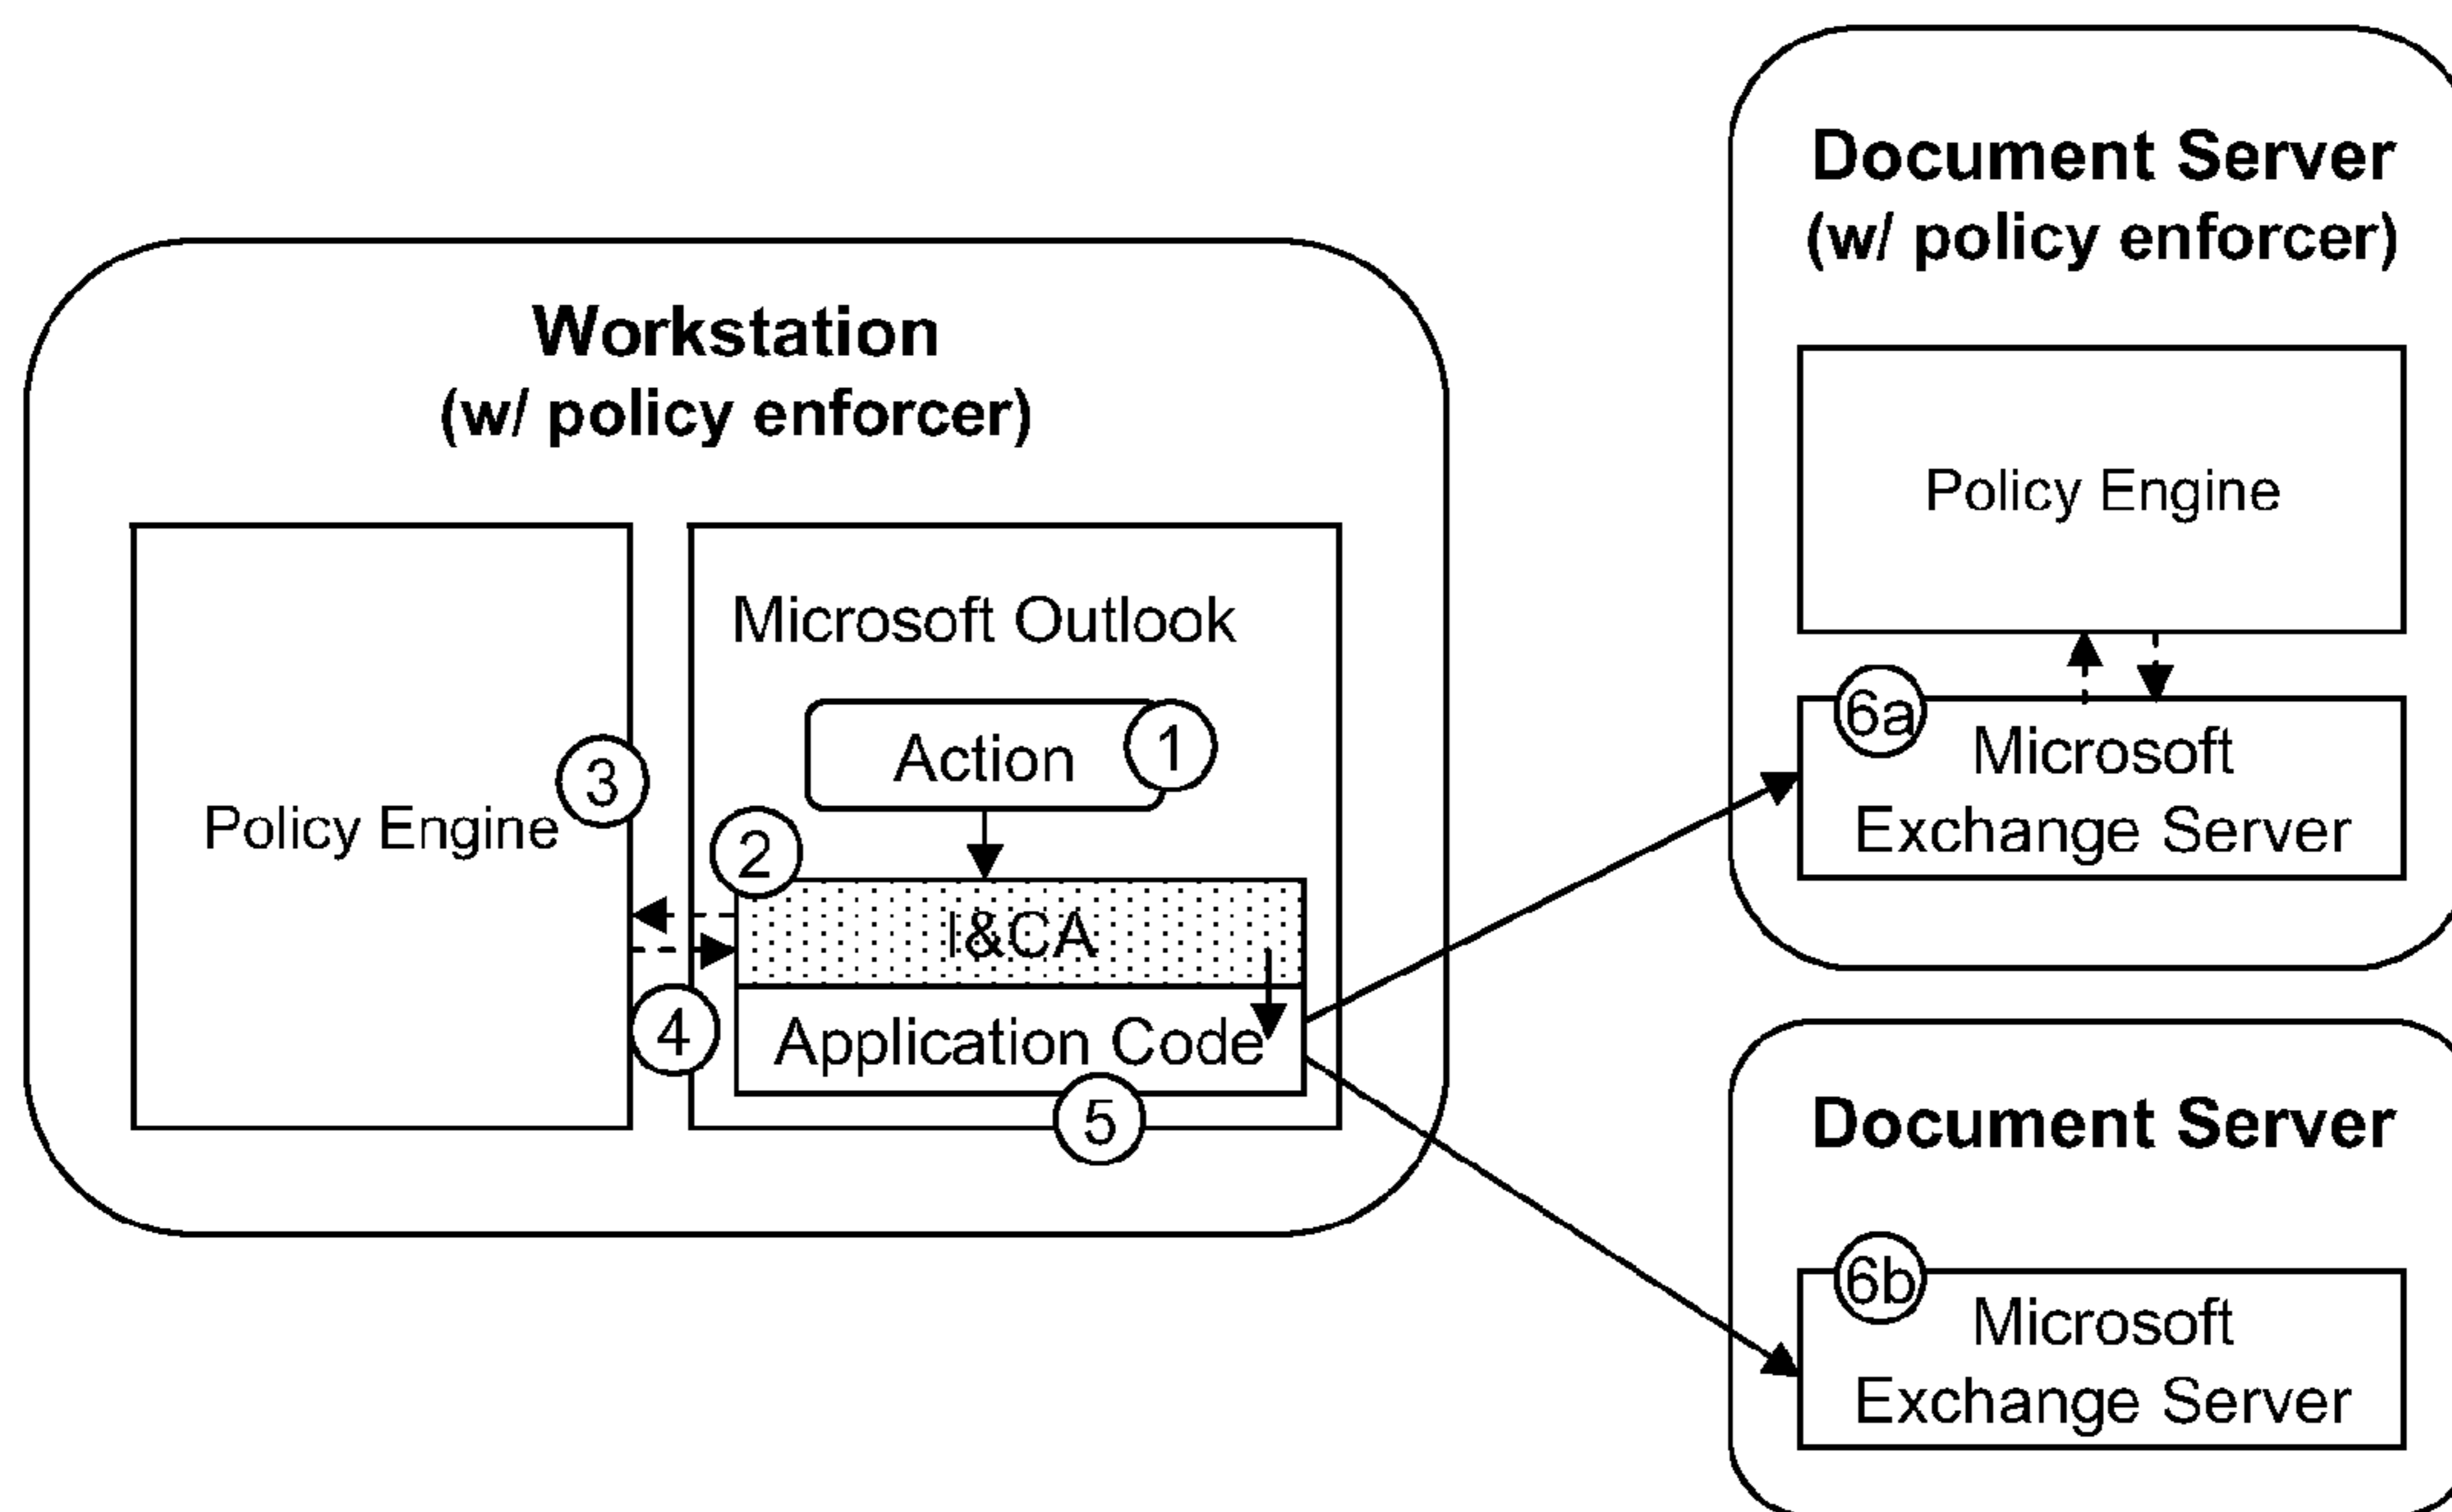 Workstation
(w/ policy enforcer)
Policy Engine
3
Microsoft Outlook
Action
1
2
I&CA
4
Application Code
5
Document Server
(w/ policy enforcer)
Policy Engine
6a
Microsoft
Exchange Server
Document Server
6b
Microsoft
Exchange Server